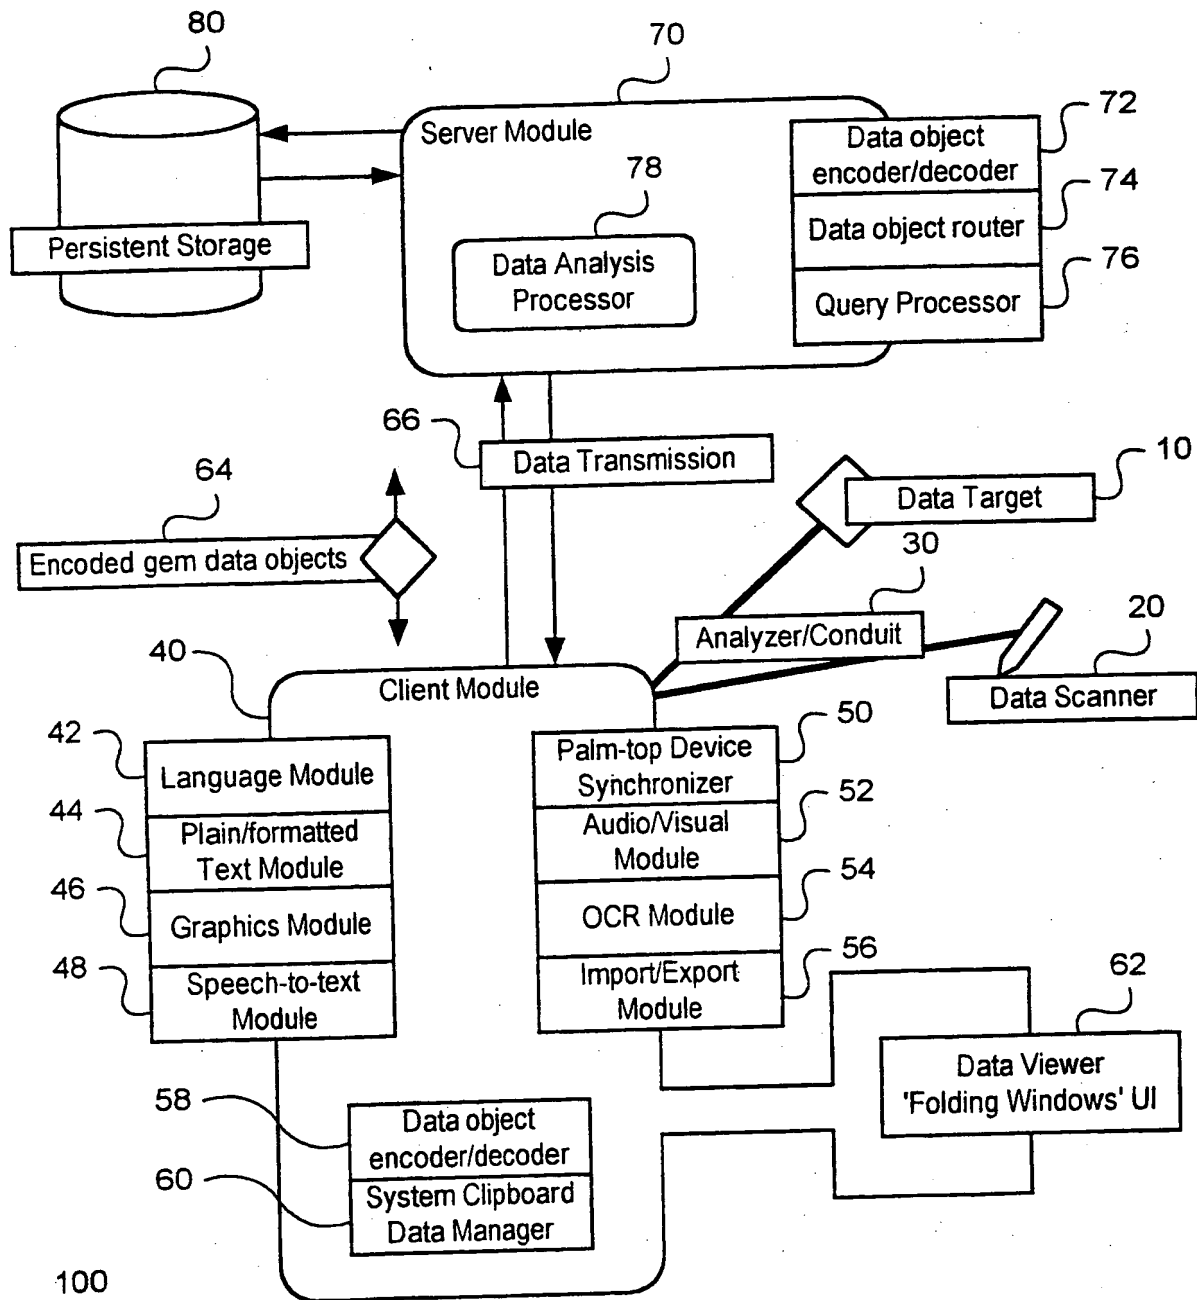 80
70
72
Server Module
Data object
encoder/decoder
78
74
Data object router
Persistent Storage
Data Analysis
Processor
76
Query Processor
66
Data Transmission
10
Data Target
64
Encoded gem data objects
30
Analyzer/Conduit
20
Data Scanner
40
Client Module
42
Language Module
50
Palm-top Device
Synchronizer
44
Plain/formatted
Text Module
52
Audio/Visual
Module
46
Graphics Module
54
OCR Module
48
Speech-to-text
Module
56
Import/Export
Module
62
Data Viewer
'Folding Windows' UI
58
Data object
encoder/decoder
60
System Clipboard
Data Manager
100